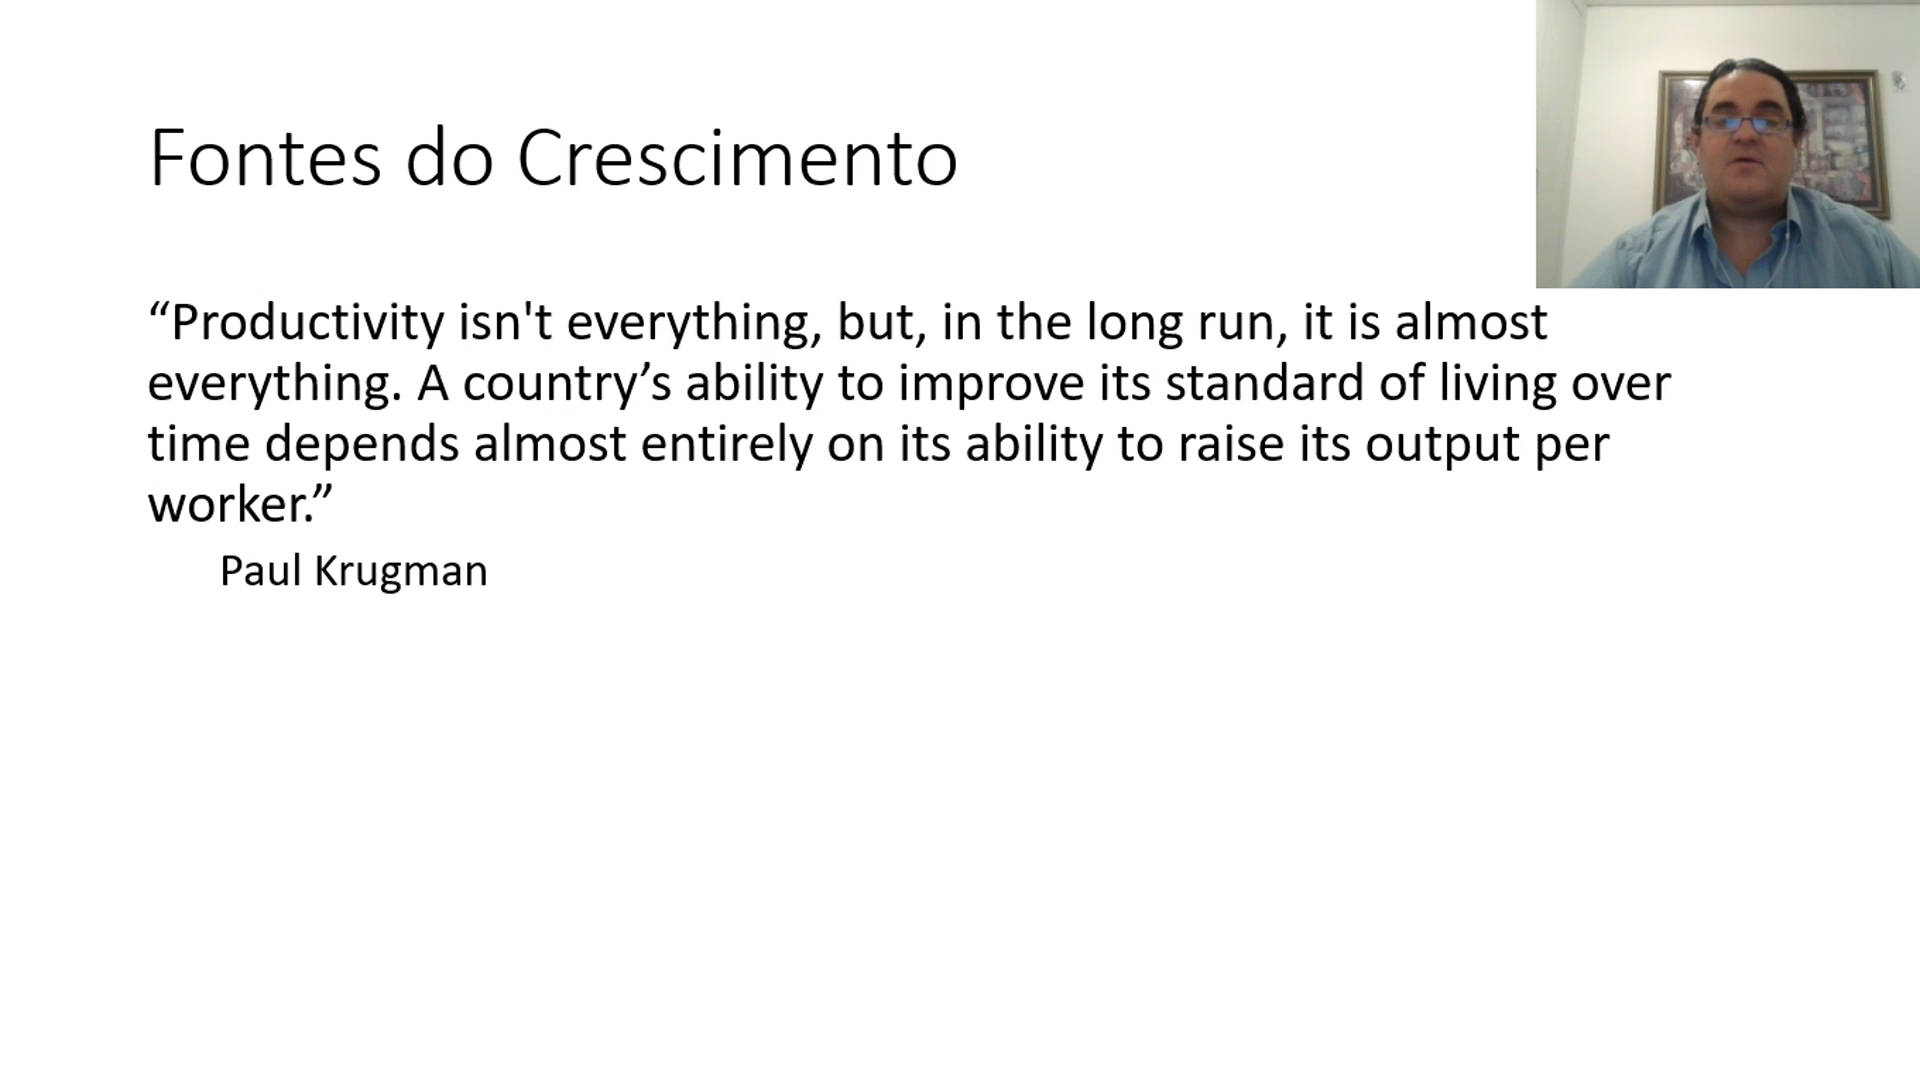 Fontes do Crescimento
“Productivity isn't everything, but, in the long run, it is almost
everything. A country’s ability to improve its standard of living over
time depends almost entirely on its ability to raise its output per
worker.”
Paul Krugman